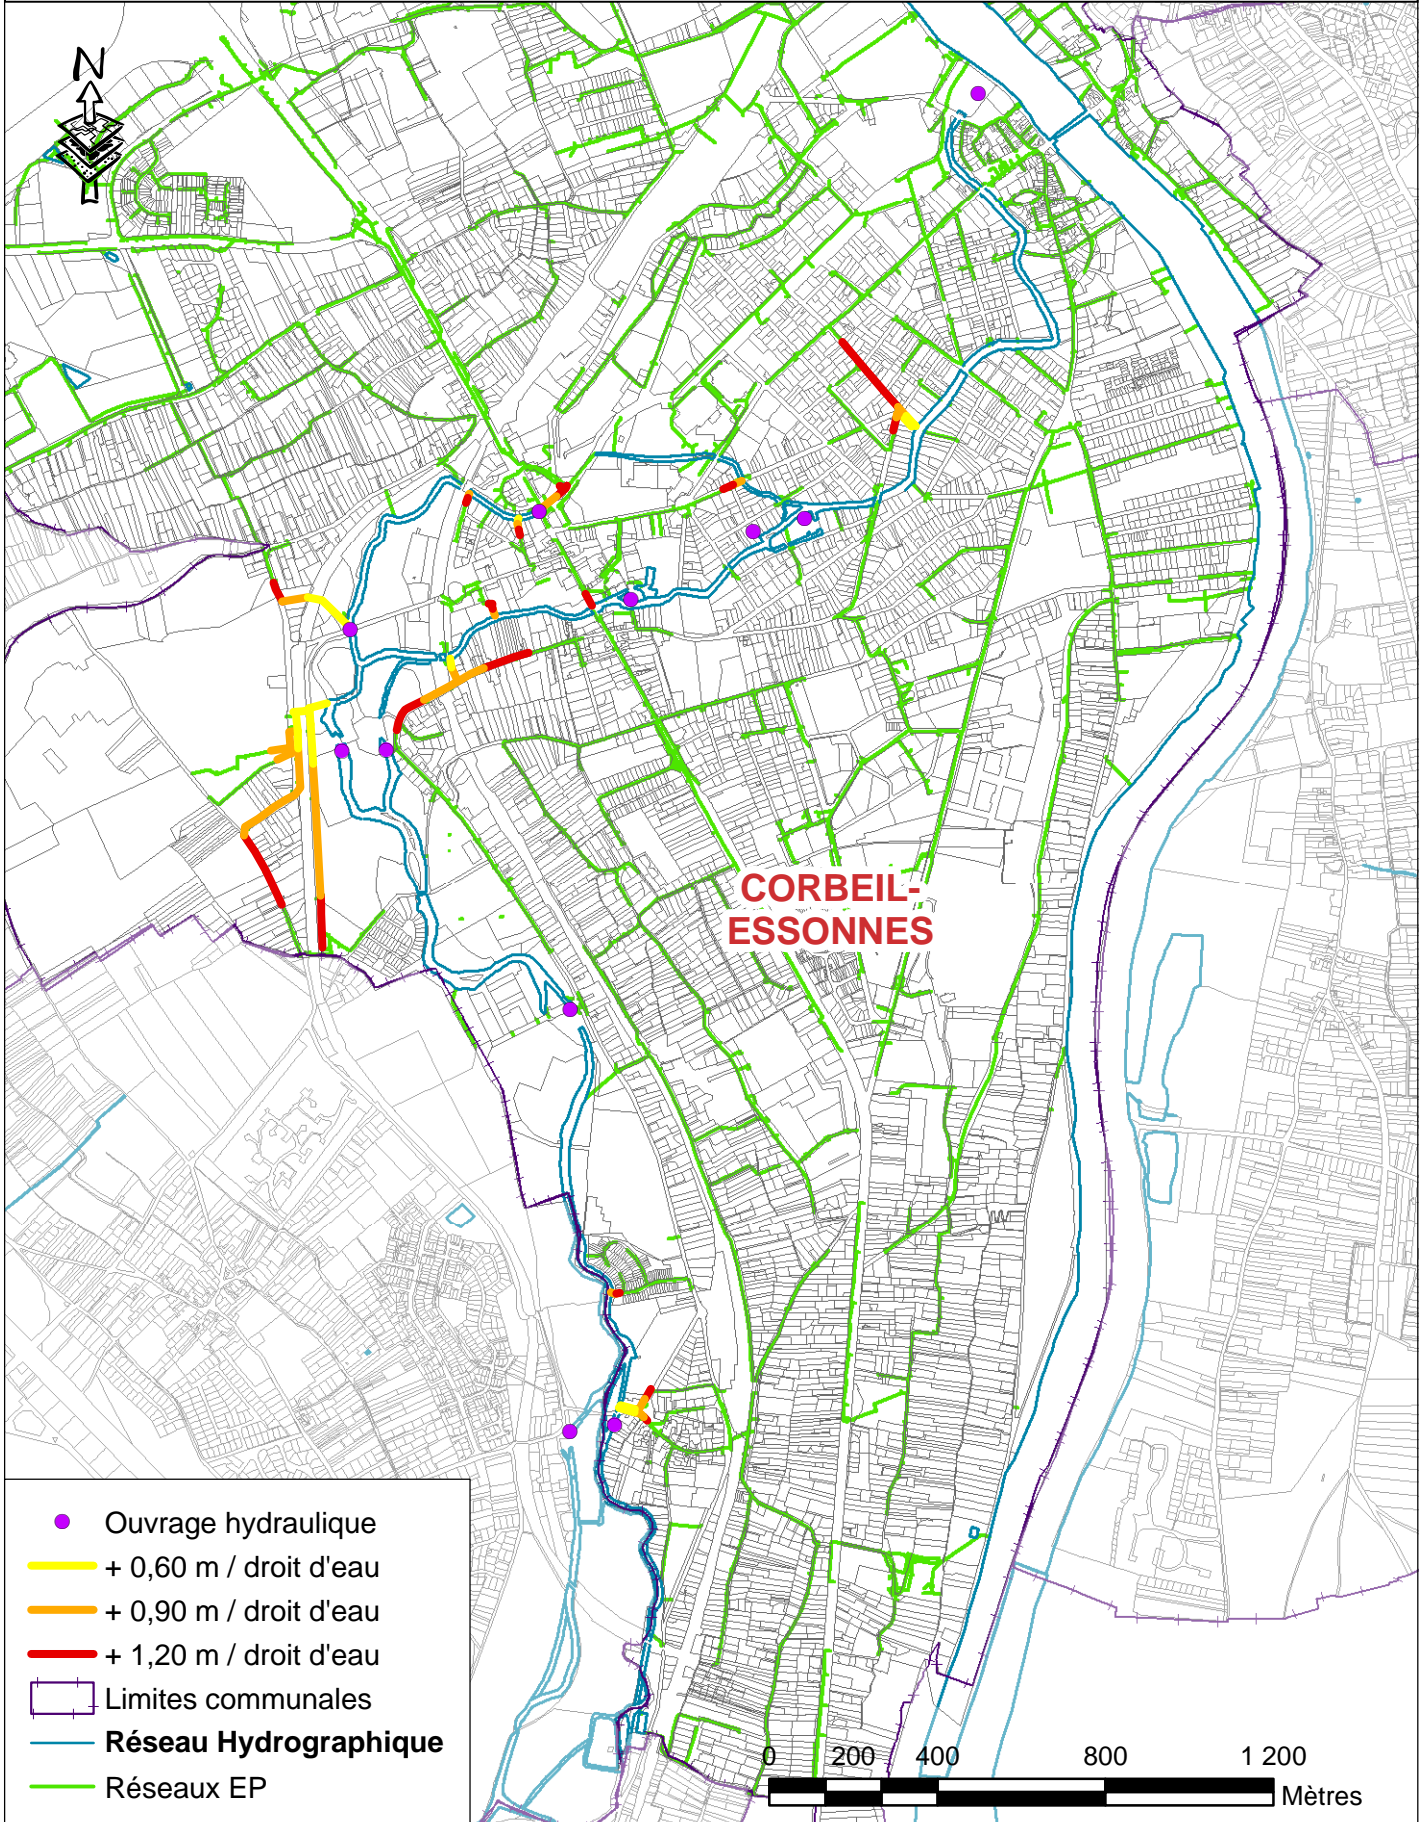 N
CORBEIL-
ESSONNES
Ouvrage hydraulique
+ 0,60 m / droit d'eau
+ 0,90 m / droit d'eau
+ 1,20 m / droit d'eau
Limites communales
Réseau Hydrographique
Réseaux EP
0 200 400 800 1 200
Mètres